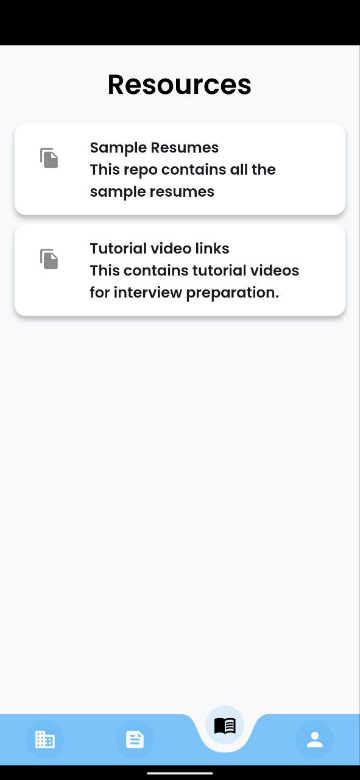 Resources
Sample Resumes
This repo contains all the
sample resumes
Tutorial video links
This contains tutorial videos
for interview preparation.